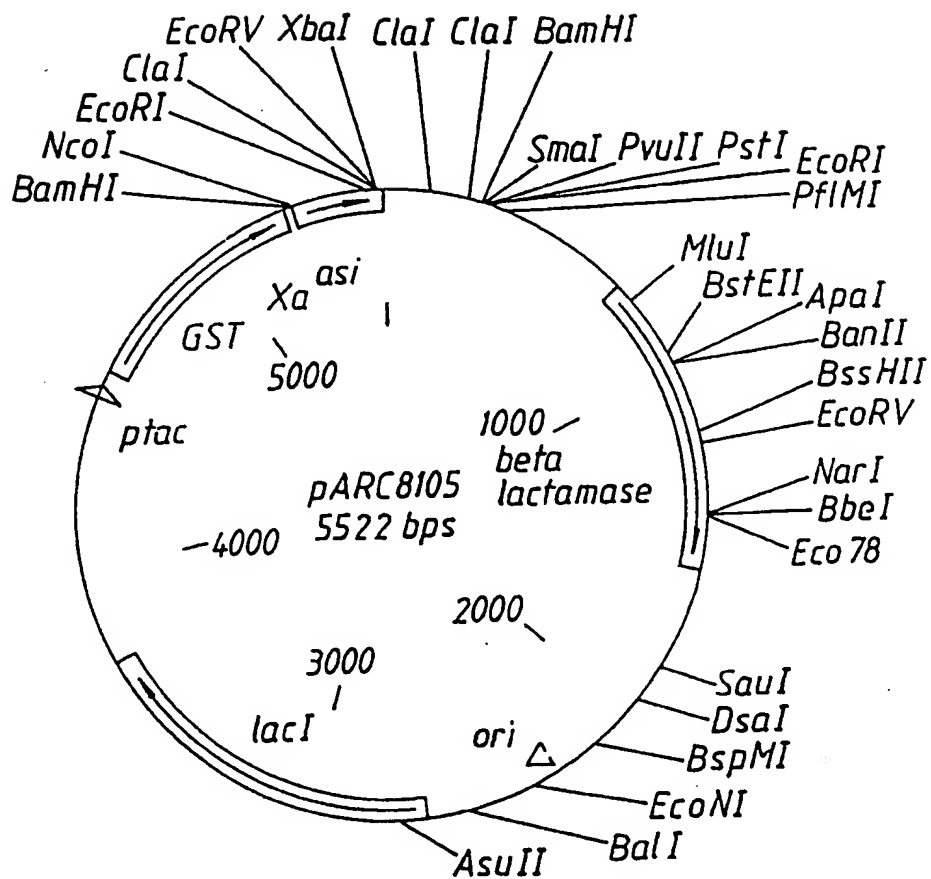 EcoRV XbaI ClaI ClaI BamHI
ClaI
EcoRI
NcoI
BamHI
SmaI PvuII PstI
EcoRI
PflMI
MluI
BstEII
ApaI
BanII
BssHII
EcoRV
NarI
BbeI
Eco78
SauI
DsaI
BspMI
EcoNI
BalI
AsuII
asi
Xa
GST
5000
ptac
1000
beta
lactamase
pARC8105
5522 bps
4000
2000
3000
lacI
ori